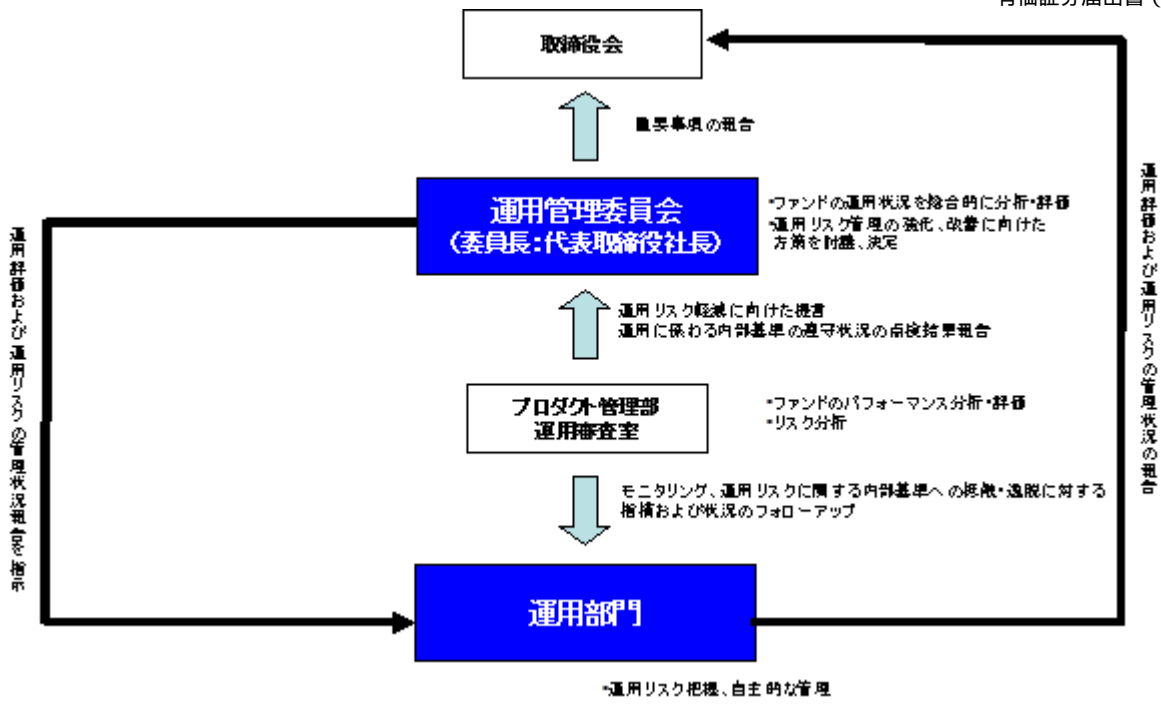 有価証券届出書（
取締役会
重要事項の報告
運用管理委員会
（委員長：代表取締役社長）
・ファンドの運用状況を総合的に分析・評価
・運用リスク管理の強化、改善に向けた
方策を討議、決定
運用リスク軽減に向けた提言
運用に係わる内部基準の遵守状況の点検結果報告
プロダクト管理部
運用審査室
・ファンドのパフォーマンス分析・評価
・リスク分析
モニタリング、運用リスクに関する内部基準への抵触・逸脱に対する
指摘および状況のフォローアップ
運用部門
・運用リスク把握、自主的な管理
運用評価および運用リスクの管理状況報告を指示
運用評価および運用リスクの管理状況の報告